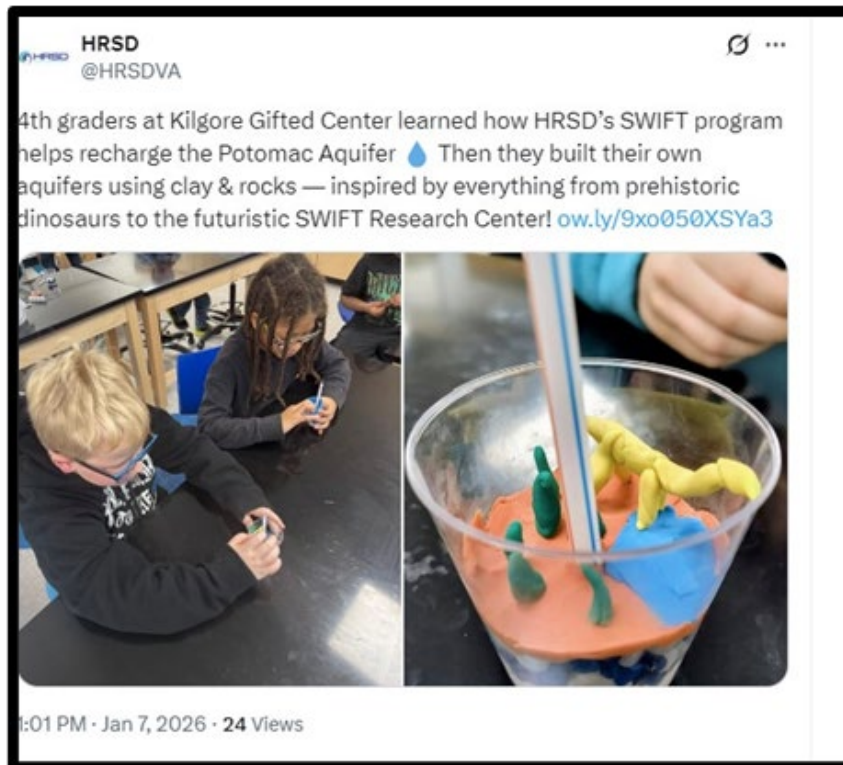 HRSD
HRSD
@HRSDVA
4th graders at Kilgore Gifted Center learned how HRSD's SWIFT program
helps recharge the Potomac Aquifer 💧 Then they built their own
aquifers using clay & rocks — inspired by everything from prehistoric
dinosaurs to the futuristic SWIFT Research Center! ow.ly/9xo050XSYa3
1:01 PM · Jan 7, 2026 · 24 Views